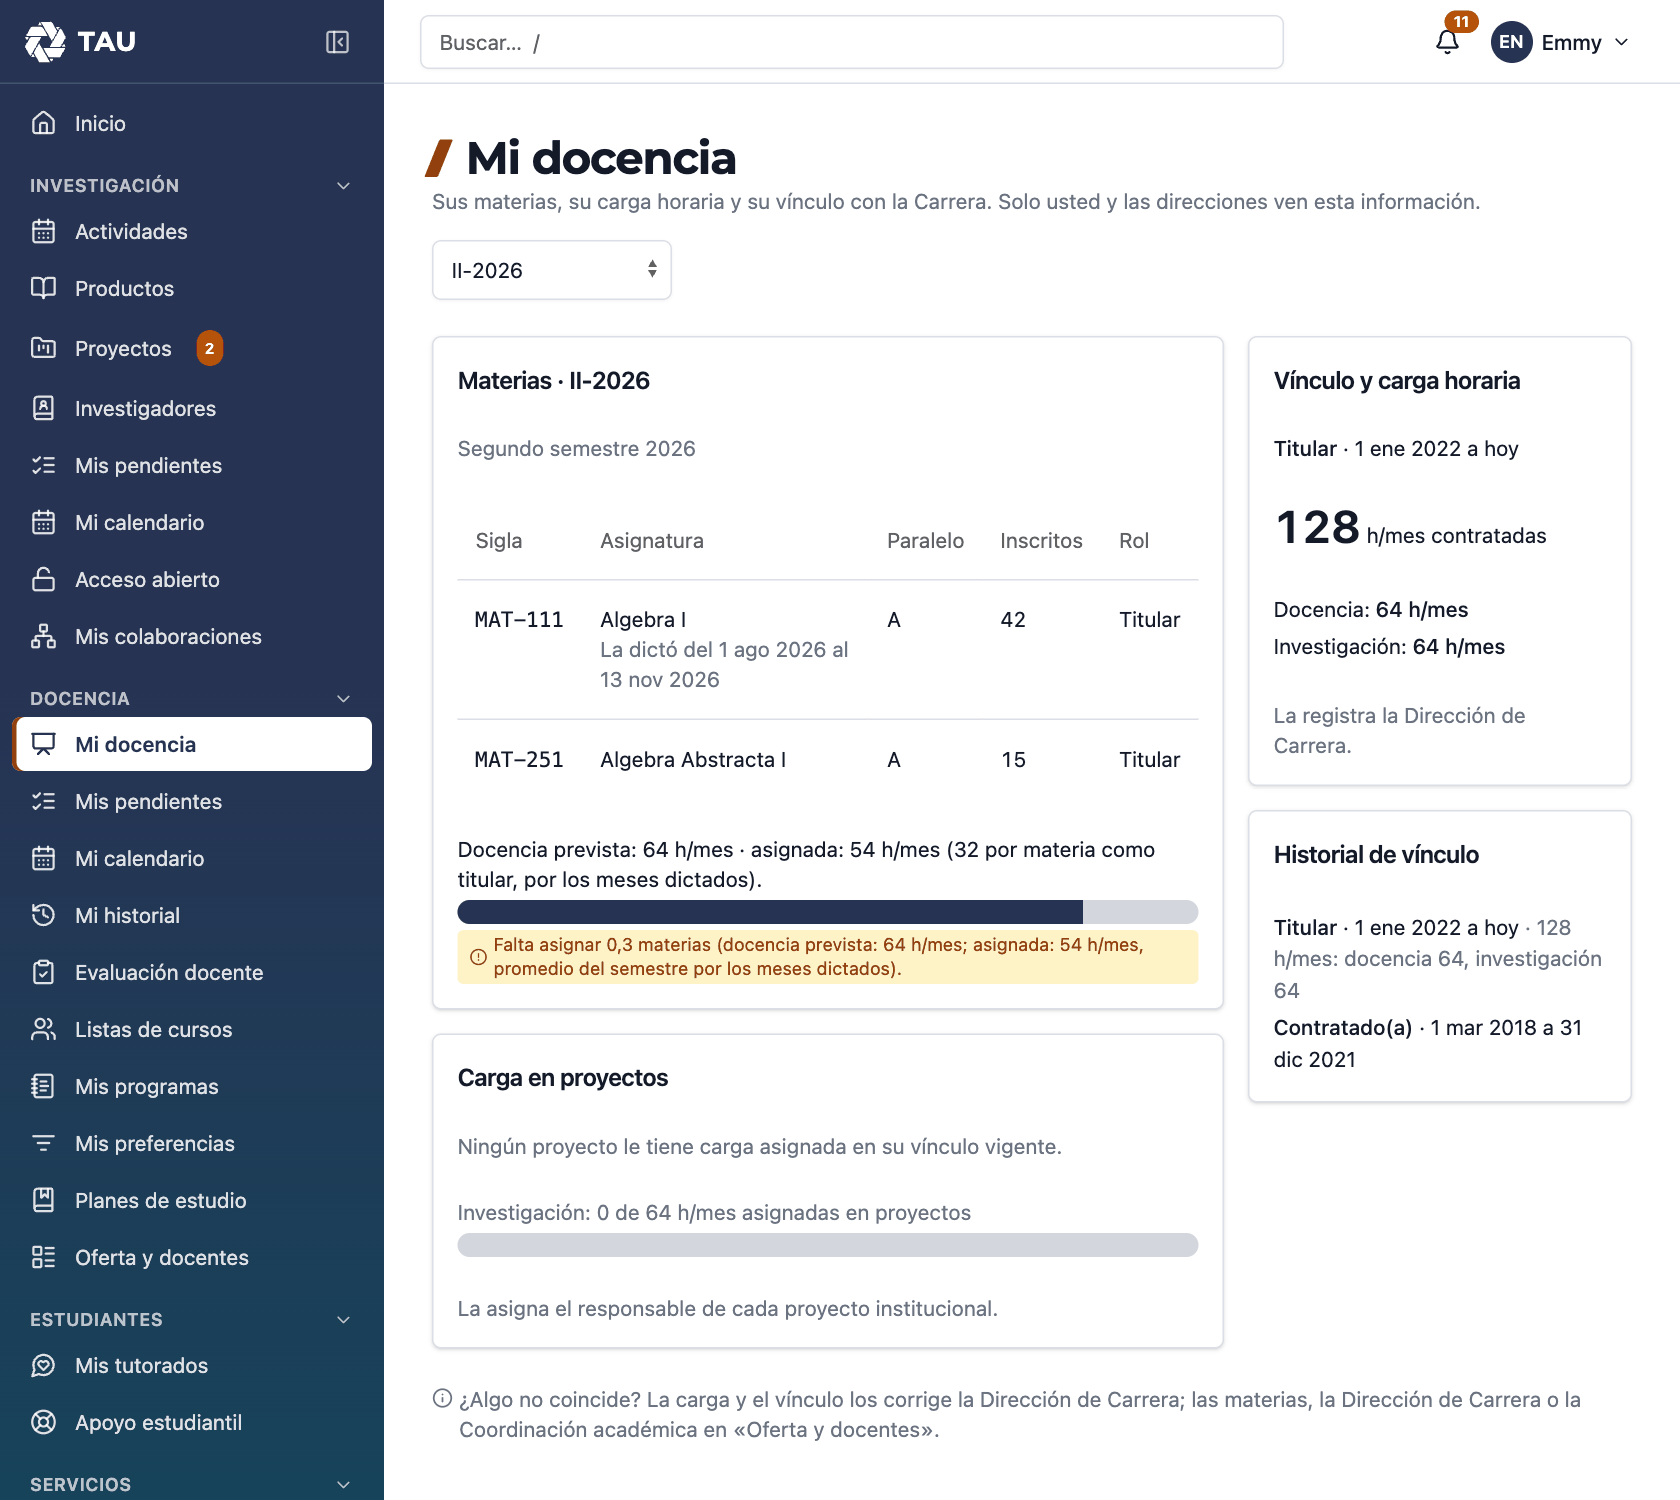 TAU
Buscar... /
11
EN Emmy
Inicio
INVESTIGACIÓN
Actividades
Productos
Proyectos 2
Investigadores
Mis pendientes
Mi calendario
Acceso abierto
Mis colaboraciones
DOCENCIA
Mi docencia
Mis pendientes
Mi calendario
Mi historial
Evaluación docente
Listas de cursos
Mis programas
Mis preferencias
Planes de estudio
Oferta y docentes
ESTUDIANTES
Mis tutorados
Apoyo estudiantil
SERVICIOS
Mi docencia
Sus materias, su carga horaria y su vínculo con la Carrera. Solo usted y las direcciones ven esta información.
II-2026
Materias · II-2026
Segundo semestre 2026
Sigla Asignatura Paralelo Inscritos Rol
MAT–111 Algebra I A 42 Titular
La dictó del 1 ago 2026 al
13 nov 2026
MAT–251 Algebra Abstracta I A 15 Titular
Docencia prevista: 64 h/mes · asignada: 54 h/mes (32 por materia como
titular, por los meses dictados).
Falta asignar 0,3 materias (docencia prevista: 64 h/mes; asignada: 54 h/mes,
promedio del semestre por los meses dictados).
Carga en proyectos
Ningún proyecto le tiene carga asignada en su vínculo vigente.
Investigación: 0 de 64 h/mes asignadas en proyectos
La asigna el responsable de cada proyecto institucional.
Vínculo y carga horaria
Titular · 1 ene 2022 a hoy
128 h/mes contratadas
Docencia: 64 h/mes
Investigación: 64 h/mes
La registra la Dirección de
Carrera.
Historial de vínculo
Titular · 1 ene 2022 a hoy · 128
h/mes: docencia 64, investigación
64
Contratado(a) · 1 mar 2018 a 31
dic 2021
¿Algo no coincide? La carga y el vínculo los corrige la Dirección de Carrera; las materias, la Dirección de Carrera o la
Coordinación académica en «Oferta y docentes».